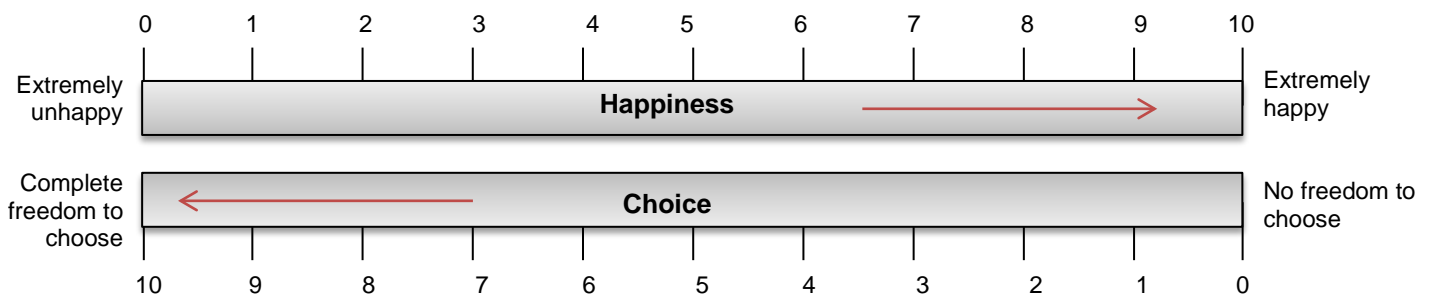 0 1 2 3 4 5 6 7 8 9 10
Extremely
unhappy
Happiness
Extremely
happy
Complete
freedom to
choose
Choice
No freedom to
choose
10 9 8 7 6 5 4 3 2 1 0